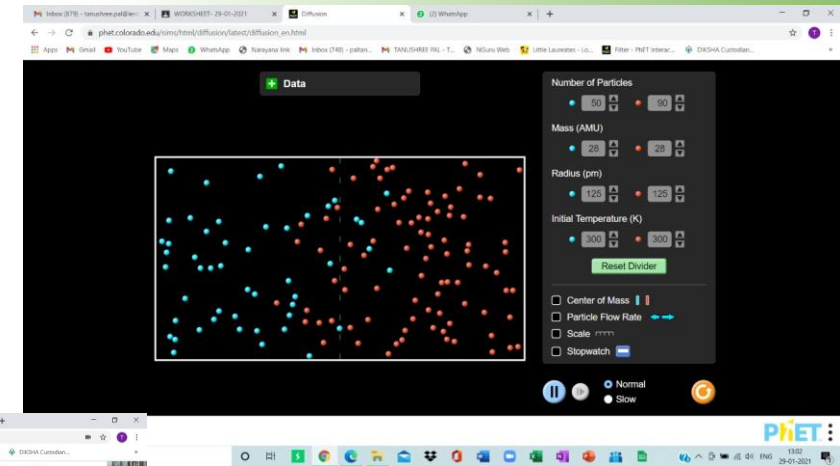 Inbox (879) - tanushree.pal@ien
WORKSHEET- 29-01-2021
Diffusion
(2) WhatsApp
phet.colorado.edu/sims/html/diffusion/latest/diffusion_en.html
Apps
Gmail
YouTube
Maps
WhatsApp
Narayana link
Inbox (748) - paltan...
TANUSHREE PAL - T...
NGuru Web
Little Laureates - Lo...
Filter - PhET Interac...
DIKSHA Custodian...
Data
Number of Particles
50 90
Mass (AMU)
28 28
Radius (pm)
125 125
Initial Temperature (K)
300 300
Reset Divider
Center of Mass
Particle Flow Rate
Scale
Stopwatch
Normal
Slow
PhET
DIKSHA Custodian...
ENG
13:02
29-01-2021